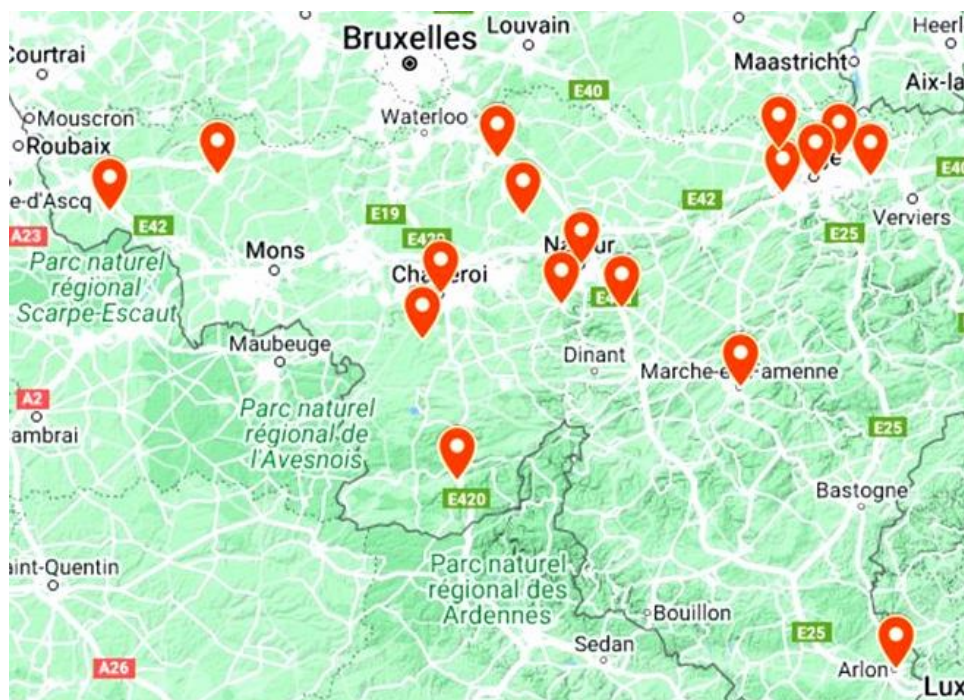 Louvain
Heerl
Bruxelles
Courtrai
Maastricht
Aix-la
E40
Mouscron
Waterloo
Roubaix
E40
e-d'Ascq
E42
E19
Verviers
A23
E42
E25
Mons
Parc naturel
régional
Scarpe-Escaut
Dinant
Maubeuge
A2
Parc naturel
régional de
l'Avesnois
E25
ambrai
Bastogne
E420
aint-Quentin
Parc naturel
régional des
Ardennes
Bouillon
E25
Sedan
A26
Arlon
Lux